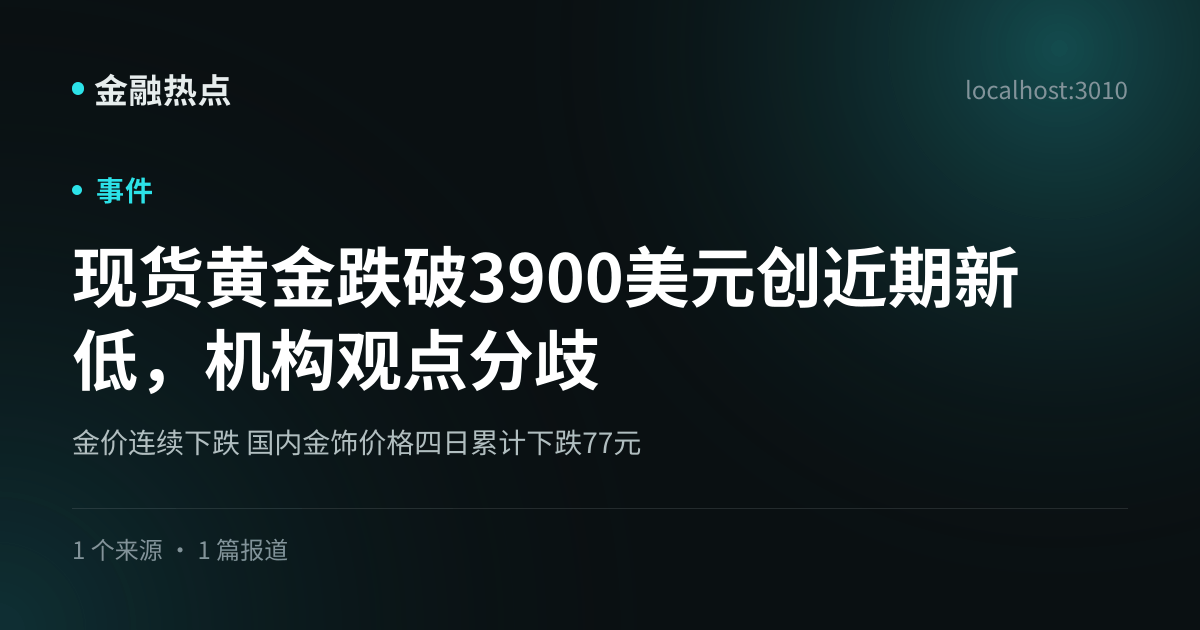 金融热点
localhost:3010
事件
现货黄金跌破3900美元创近期新
低，机构观点分歧
金价连续下跌 国内金饰价格四日累计下跌77元
1 个来源 · 1 篇报道